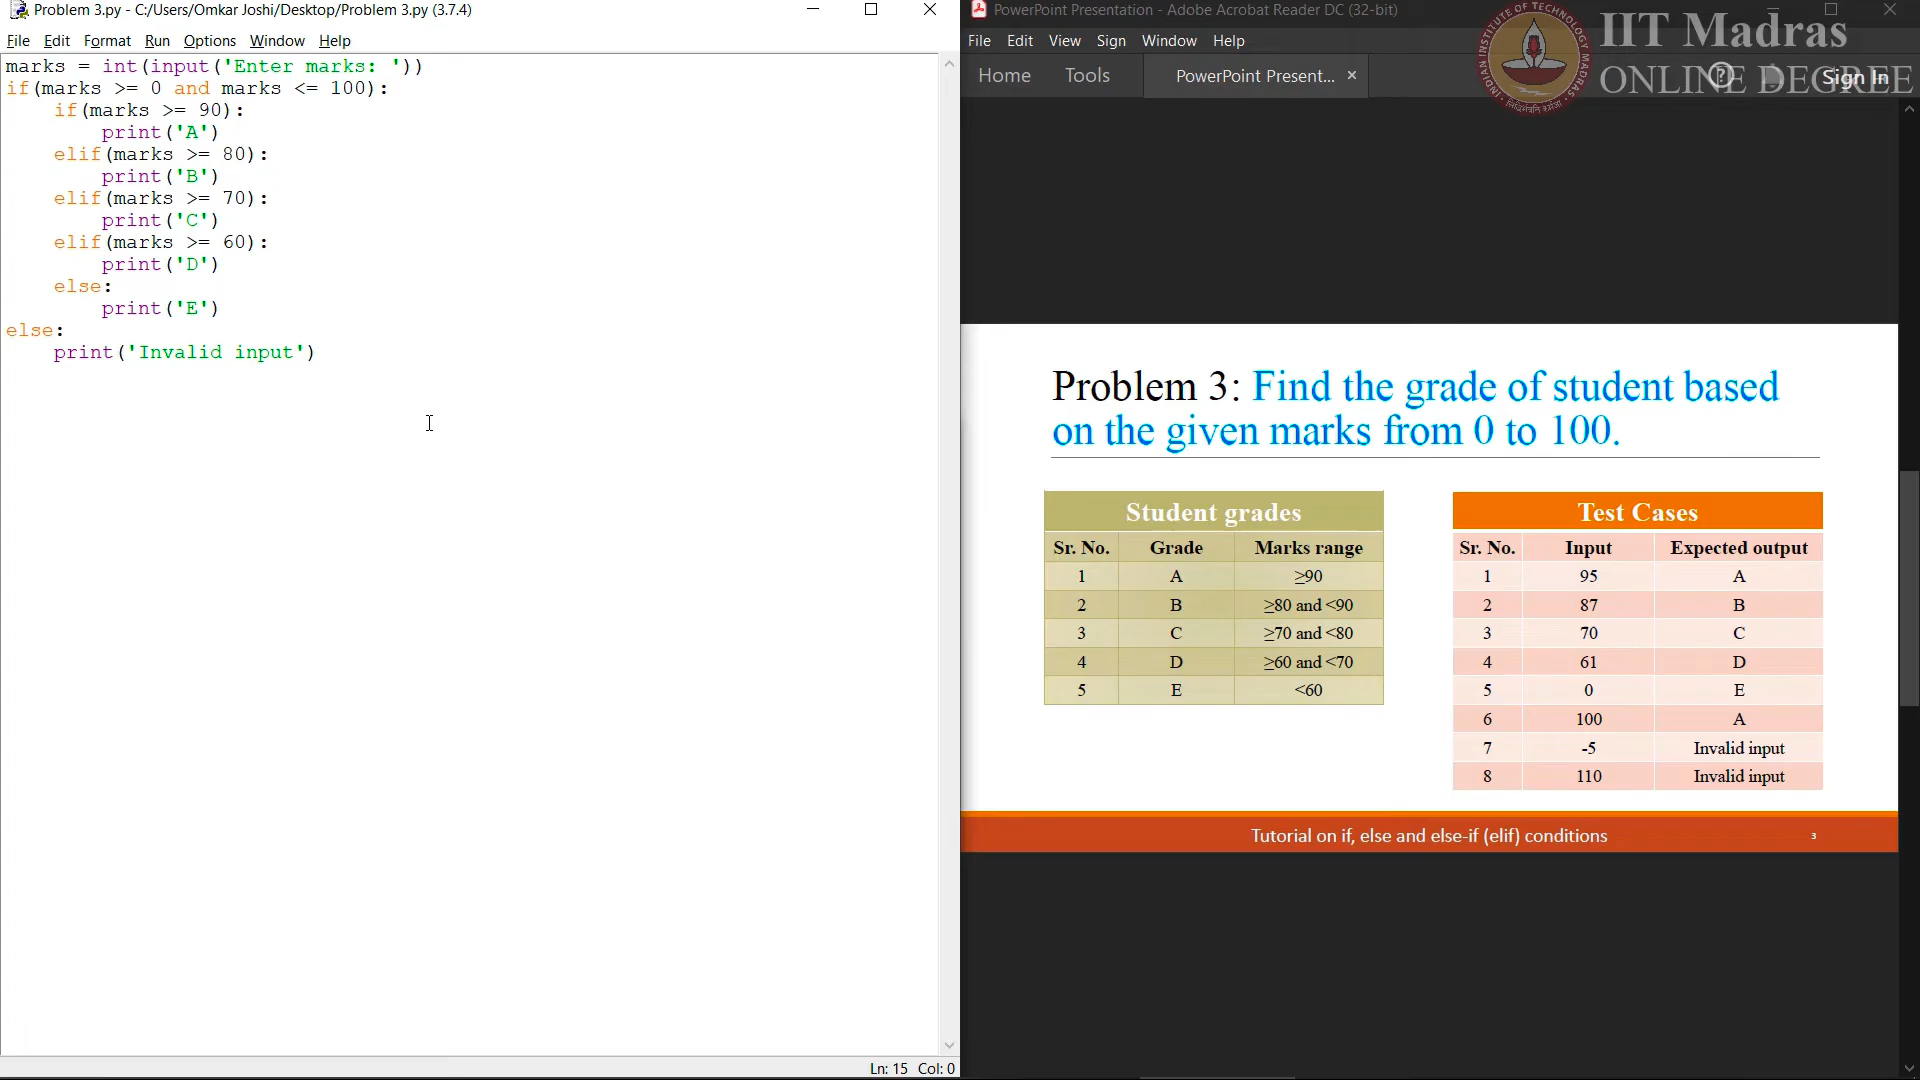 Problem 3.py - C:/Users/Omkar Joshi/Desktop/Problem 3.py (3.7.4)
File Edit Format Run Options Window Help
marks = int(input('Enter marks: '))
if(marks >= 0 and marks <= 100):
    if(marks >= 90):
        print('A')
    elif(marks >= 80):
        print('B')
    elif(marks >= 70):
        print('C')
    elif(marks >= 60):
        print('D')
    else:
        print('E')
else:
    print('Invalid input')
Ln: 15 Col: 0
PowerPoint Presentation - Adobe Acrobat Reader DC (32-bit)
File Edit View Sign Window Help
Home Tools PowerPoint Present... ×
Sign In
IIT Madras
ONLINE DEGREE
INDIAN INSTITUTE OF TECHNOLOGY MADRAS
Problem 3: Find the grade of student based
on the given marks from 0 to 100.
Student grades
Sr. No. Grade Marks range
1 A ≥90
2 B ≥80 and <90
3 C ≥70 and <80
4 D ≥60 and <70
5 E <60
Test Cases
Sr. No. Input Expected output
1 95 A
2 87 B
3 70 C
4 61 D
5 0 E
6 100 A
7 -5 Invalid input
8 110 Invalid input
Tutorial on if, else and else-if (elif) conditions
3